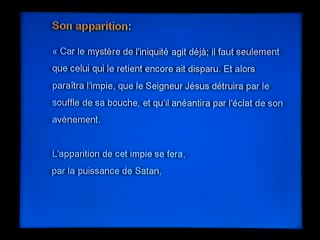 Son apparition:
« Car le mystère de l'iniquité agit déjà; il faut seulement
que celui qui le retient encore ait disparu. Et alors
paraîtra l'impie, que le Seigneur Jésus détruira par le
souffle de sa bouche, et qu'il anéantira par l'éclat de son
avènement.
L'apparition de cet impie se fera,
par la puissance de Satan,